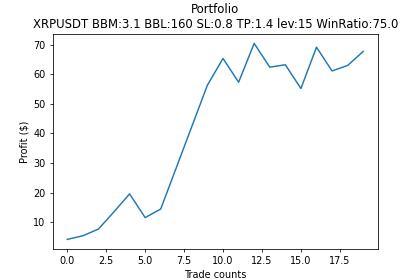 Portfolio
XRPUSDT BBM:3.1 BBL:160 SL:0.8 TP:1.4 lev:15 WinRatio:75.0
70
60
50
40
30
20
10
Profit ($)
0.0 2.5 5.0 7.5 10.0 12.5 15.0 17.5
Trade counts